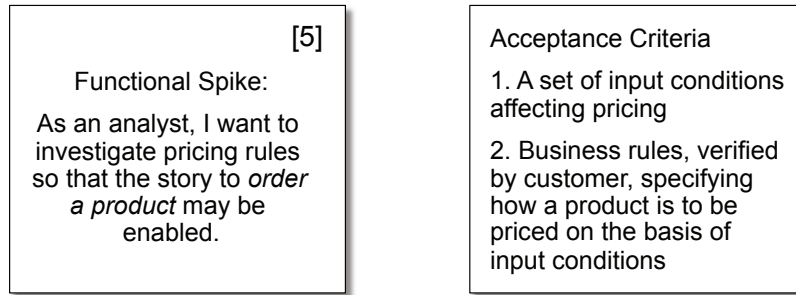 [5]
Functional Spike:
As an analyst, I want to
investigate pricing rules
so that the story to order
a product may be
enabled.
Acceptance Criteria
1. A set of input conditions
affecting pricing
2. Business rules, verified
by customer, specifying
how a product is to be
priced on the basis of
input conditions